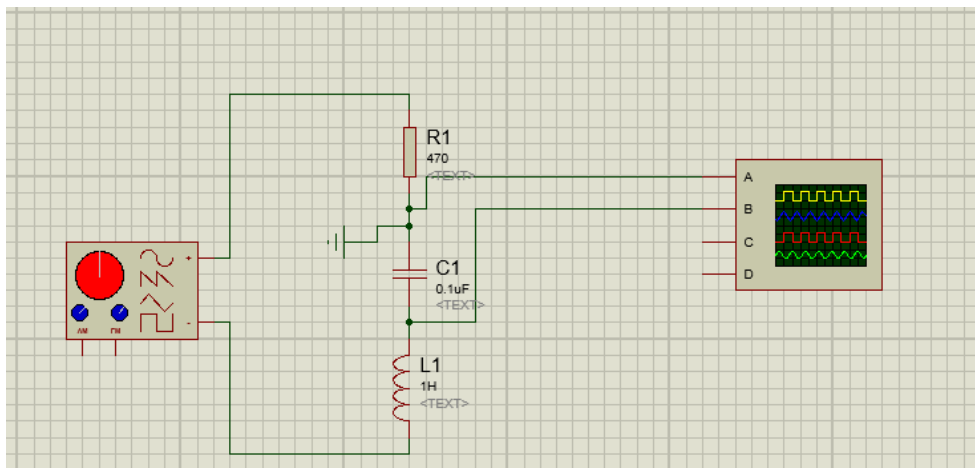 R1
470
<TEXT>
A
B
C
D
+
-
AM
FM
C1
0.1uF
<TEXT>
L1
1H
<TEXT>